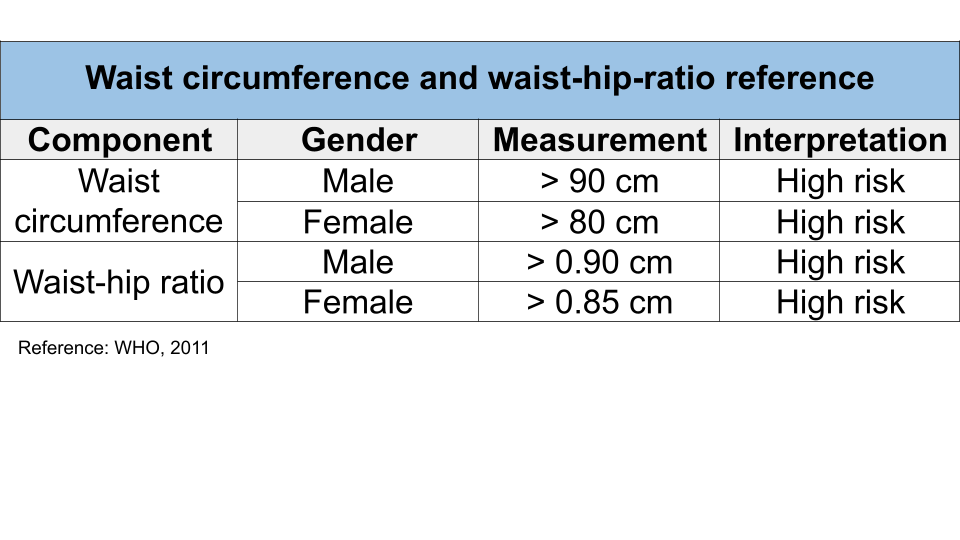 Waist circumference and waist-hip-ratio reference
Component Gender Measurement Interpretation
Waist circumference Male > 90 cm High risk
Female > 80 cm High risk
Waist-hip ratio Male > 0.90 cm High risk
Female > 0.85 cm High risk
Reference: WHO, 2011